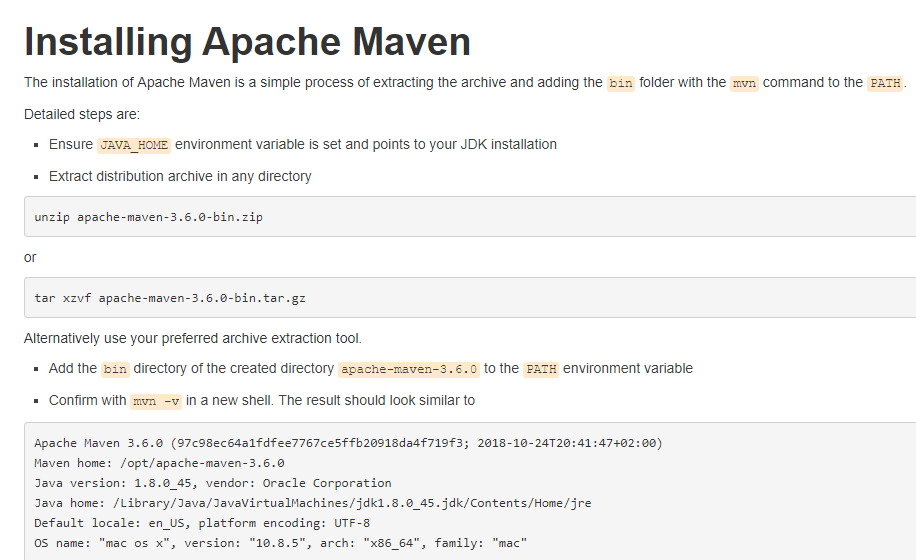 Installing Apache Maven
The installation of Apache Maven is a simple process of extracting the archive and adding the bin folder with the mvn command to the PATH.
Detailed steps are:
Ensure JAVA_HOME environment variable is set and points to your JDK installation
Extract distribution archive in any directory
unzip apache-maven-3.6.0-bin.zip
or
tar xzvf apache-maven-3.6.0-bin.tar.gz
Alternatively use your preferred archive extraction tool.
Add the bin directory of the created directory apache-maven-3.6.0 to the PATH environment variable
Confirm with mvn -v in a new shell. The result should look similar to
Apache Maven 3.6.0 (97c98ec64a1fdfee7767ce5ffb20918da4f719f3; 2018-10-24T20:41:47+02:00)
Maven home: /opt/apache-maven-3.6.0
Java version: 1.8.0_45, vendor: Oracle Corporation
Java home: /Library/Java/JavaVirtualMachines/jdk1.8.0_45.jdk/Contents/Home/jre
Default locale: en_US, platform encoding: UTF-8
OS name: "mac os x", version: "10.8.5", arch: "x86_64", family: "mac"